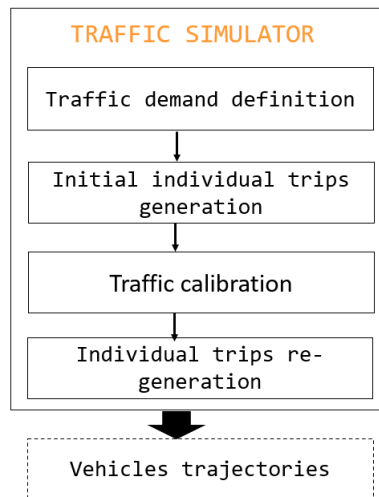 TRAFFIC SIMULATOR
Traffic demand definition
Initial individual trips
generation
Traffic calibration
Individual trips re-
generation
Vehicles trajectories